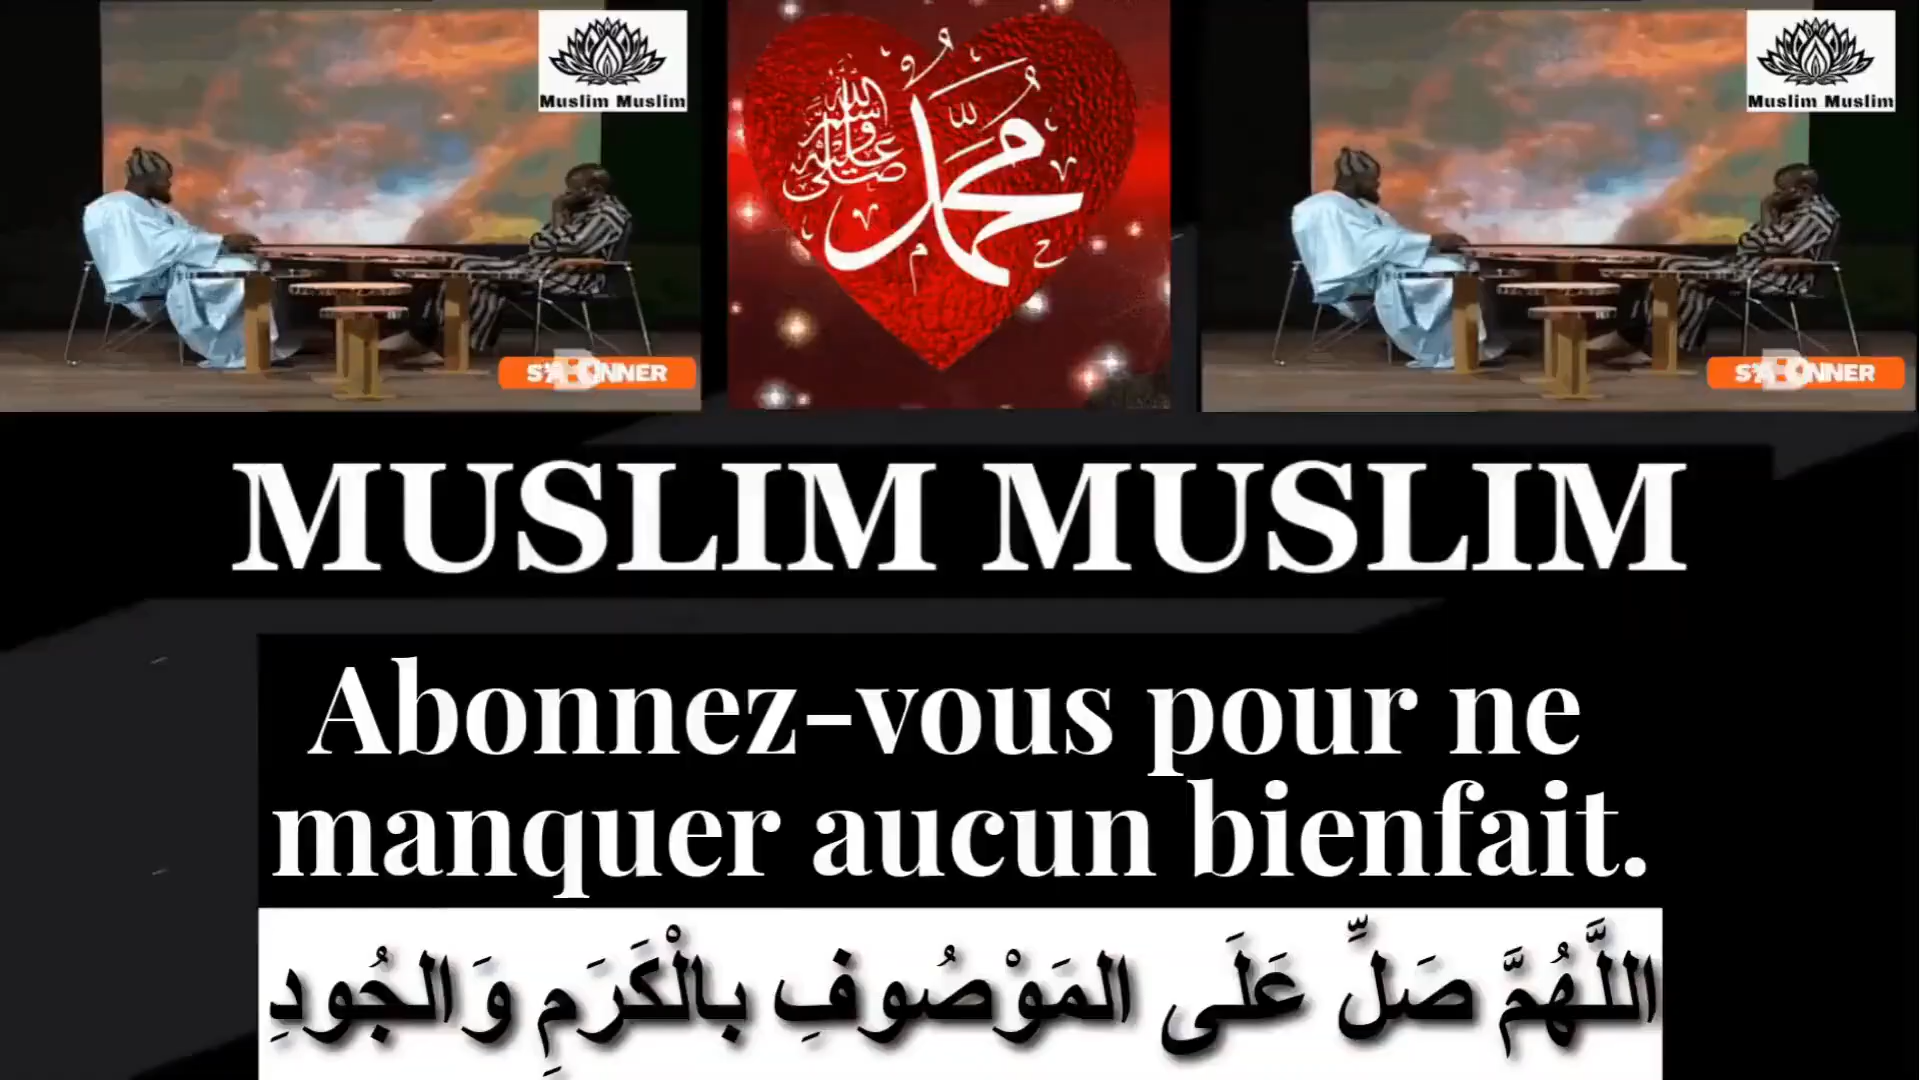 Muslim Muslim
صلى الله عليه وسلم
محمد
Muslim Muslim
MUSLIM MUSLIM
Abonnez-vous pour ne
manquer aucun bienfait.
اللَّهُمَّ صَلِّ عَلَى المَوْصُوفِ بالْكَرَمِ وَالجُودِ